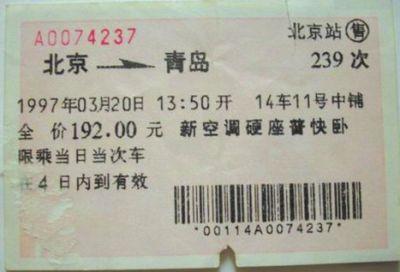 A0074237 北京站 售
北京 青岛 239次
1997年03月20日 13:50开 14车11号中铺
全价192.00元 新空调硬座普快卧
限乘当日当次车
在4日内到有效
*00114A0074237*